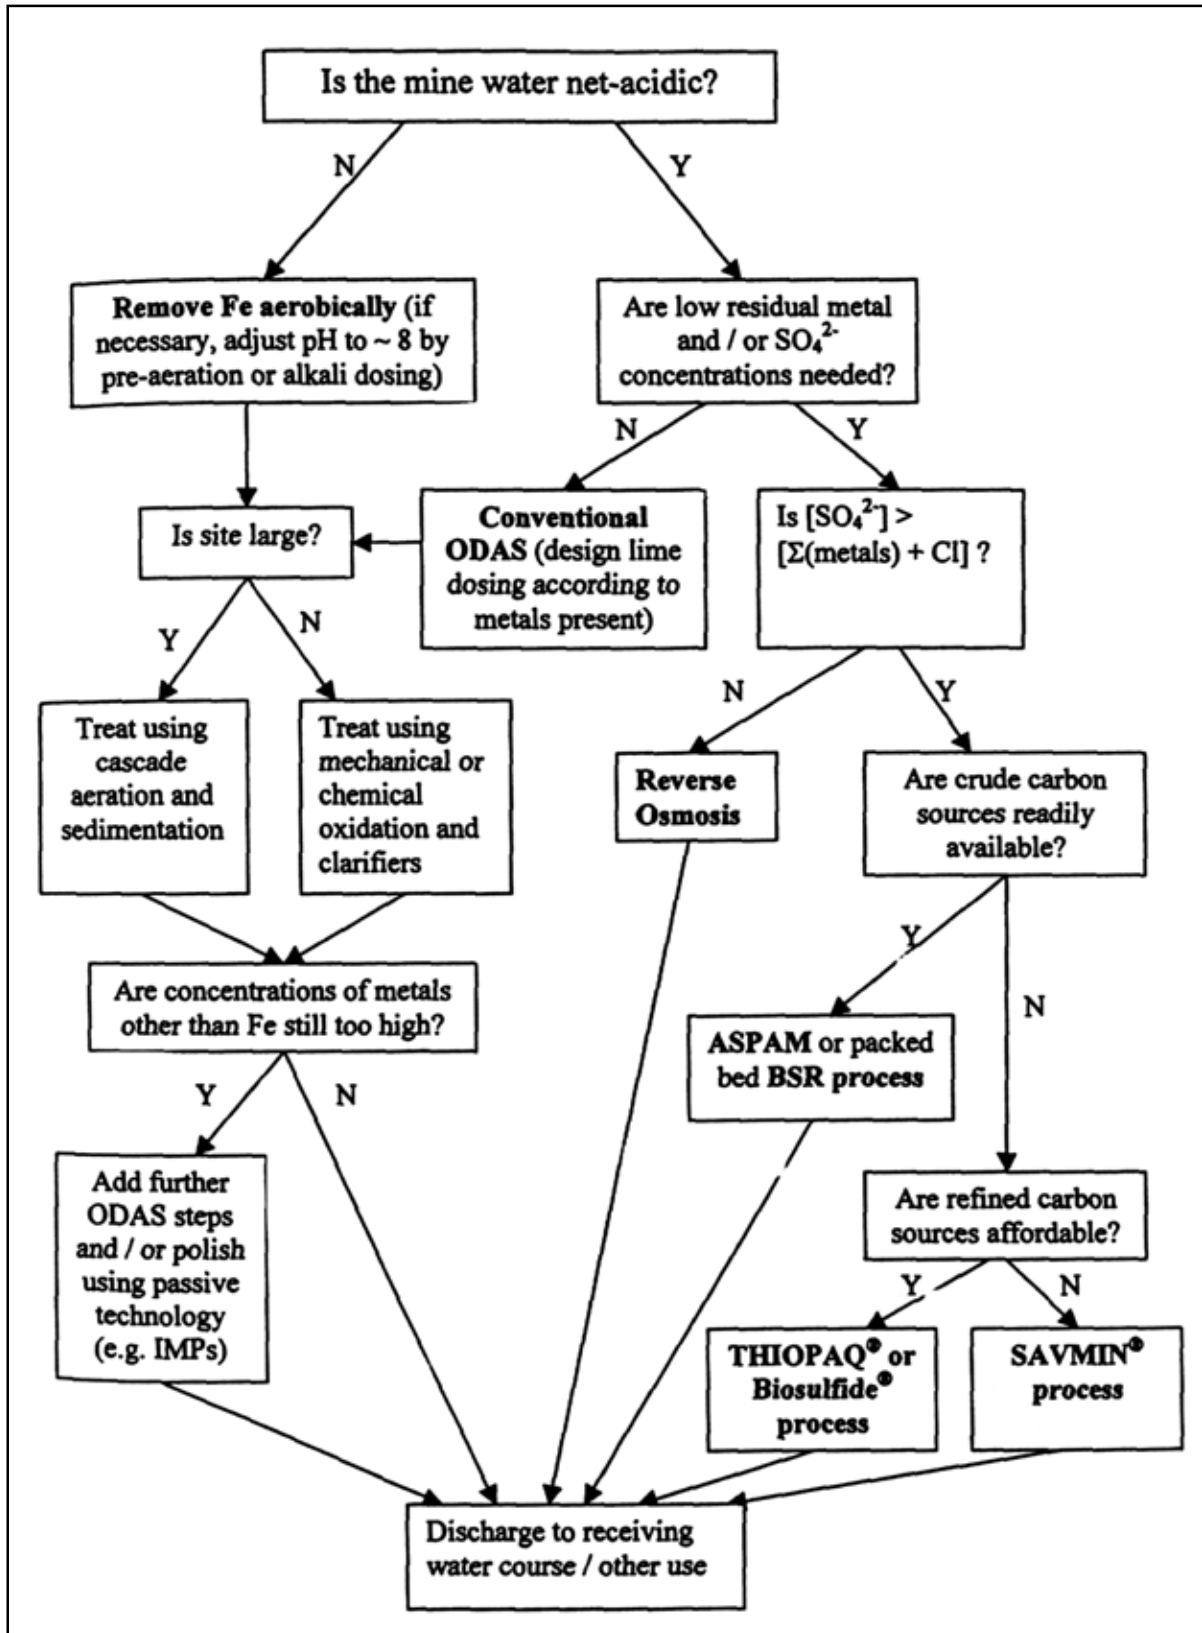 Is the mine water net-acidic?
N
Y
Remove Fe aerobically (if
necessary, adjust pH to ~ 8 by
pre-aeration or alkali dosing)
Are low residual metal
and / or SO₄²⁻
concentrations needed?
N
Y
Is site large?
Conventional
ODAS (design lime
dosing according to
metals present)
Is [SO₄²⁻] >
[Σ(metals) + Cl] ?
Y
N
N
Y
Treat using
cascade
aeration and
sedimentation
Treat using
mechanical or
chemical
oxidation and
clarifiers
Reverse
Osmosis
Are crude carbon
sources readily
available?
Y
N
Are concentrations of metals
other than Fe still too high?
ASPAM or packed
bed BSR process
Y
N
Add further
ODAS steps
and / or polish
using passive
technology
(e.g. IMPs)
Are refined carbon
sources affordable?
Y
N
THIOPAQ® or
Biosulfide®
process
SAVMIN®
process
Discharge to receiving
water course / other use